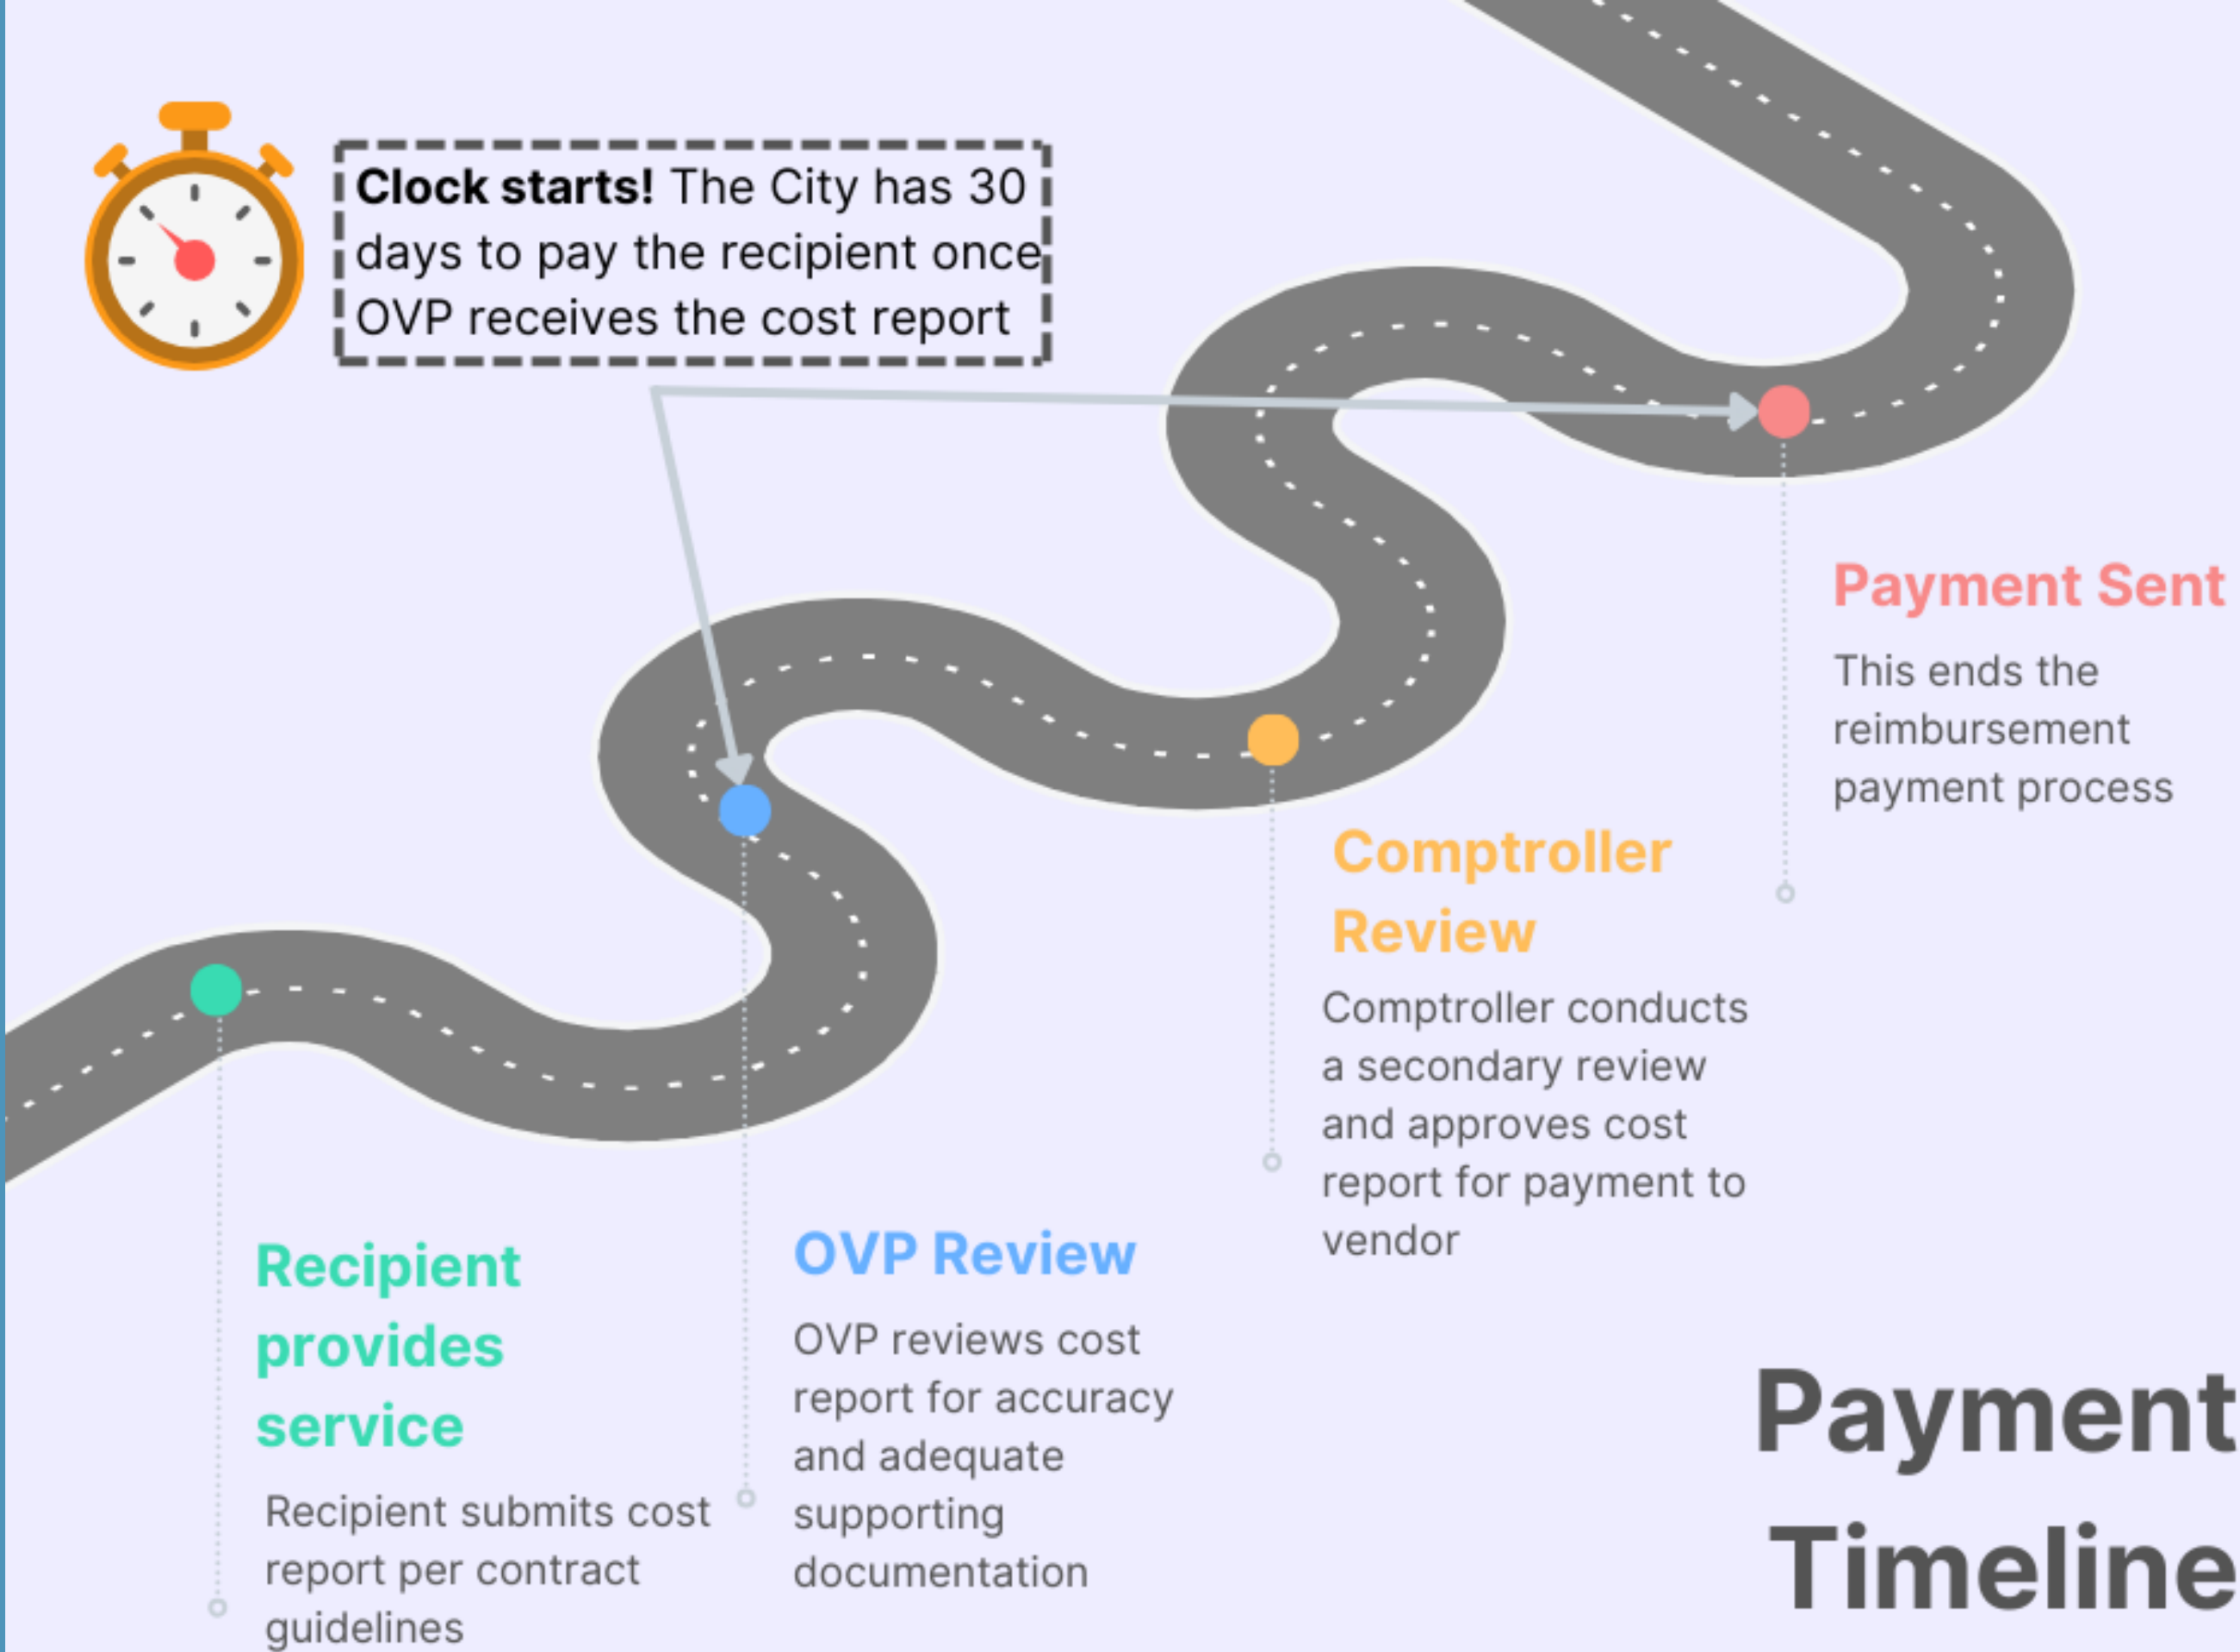 Clock starts! The City has 30
days to pay the recipient once
OVP receives the cost report
Payment Sent
This ends the
reimbursement
payment process
Comptroller
Review
Comptroller conducts
a secondary review
and approves cost
report for payment to
vendor
OVP Review
OVP reviews cost
report for accuracy
and adequate
supporting
documentation
Recipient
provides
service
Recipient submits cost
report per contract
guidelines
Payment
Timeline